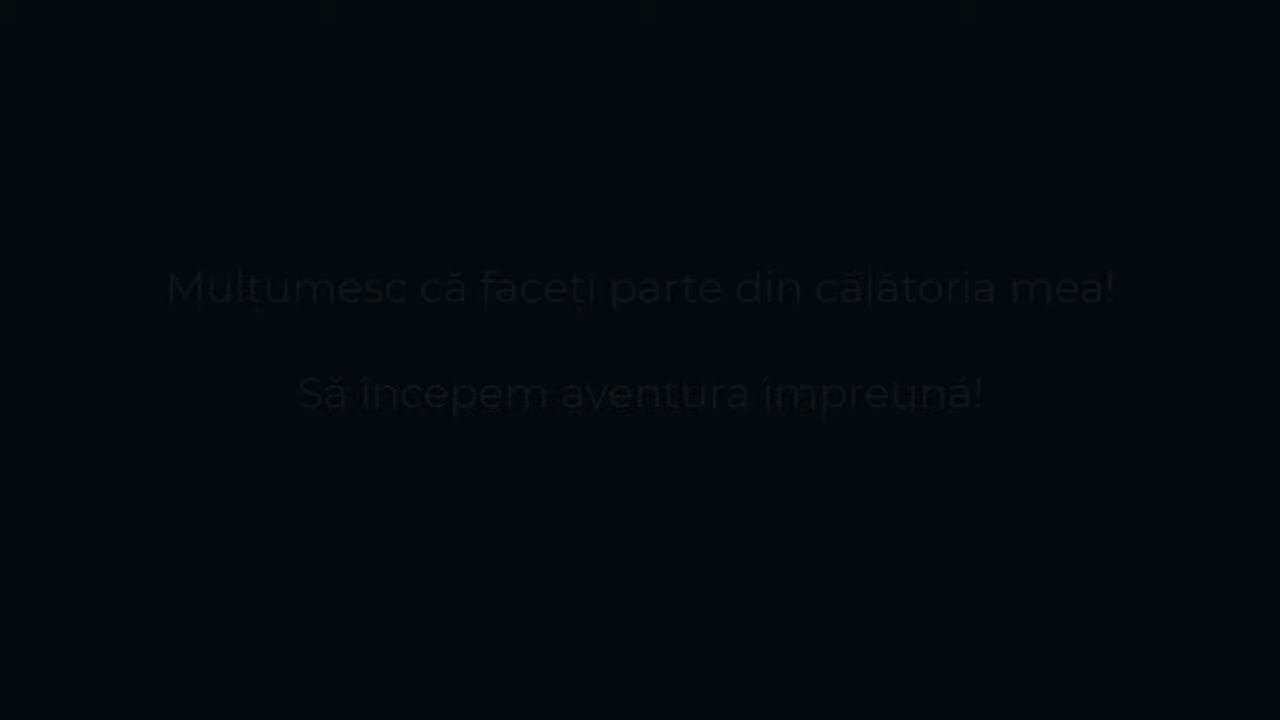 Mulțumesc că faceți parte din călătoria mea!
Să începem aventura împreună!